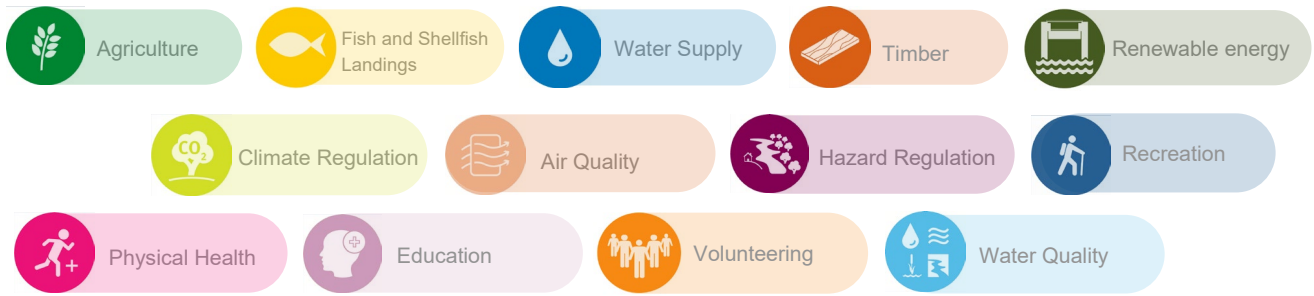 Agriculture
Fish and Shellfish
Landings
Water Supply
Timber
Renewable energy
CO2
Climate Regulation
Air Quality
Hazard Regulation
Recreation
Physical Health
Education
Volunteering
Water Quality